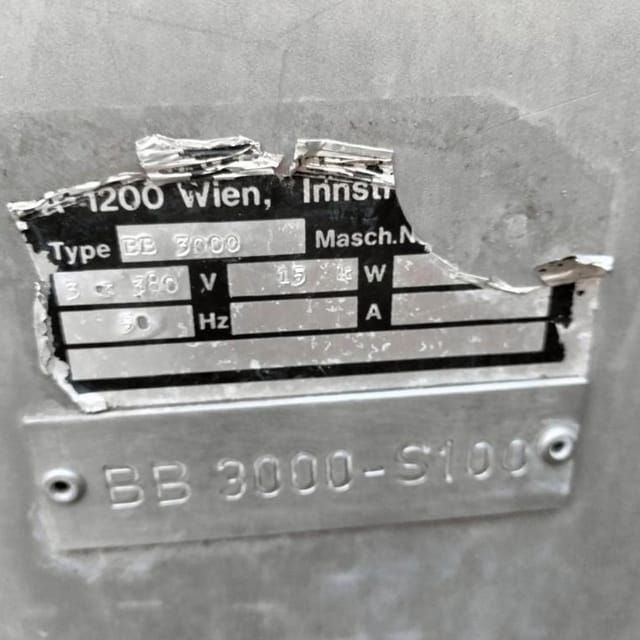 1200 Wien, Innst
Type BB 3000 Masch.N
3 x 380 V 15 k W
50 Hz A
BB 3000-S100